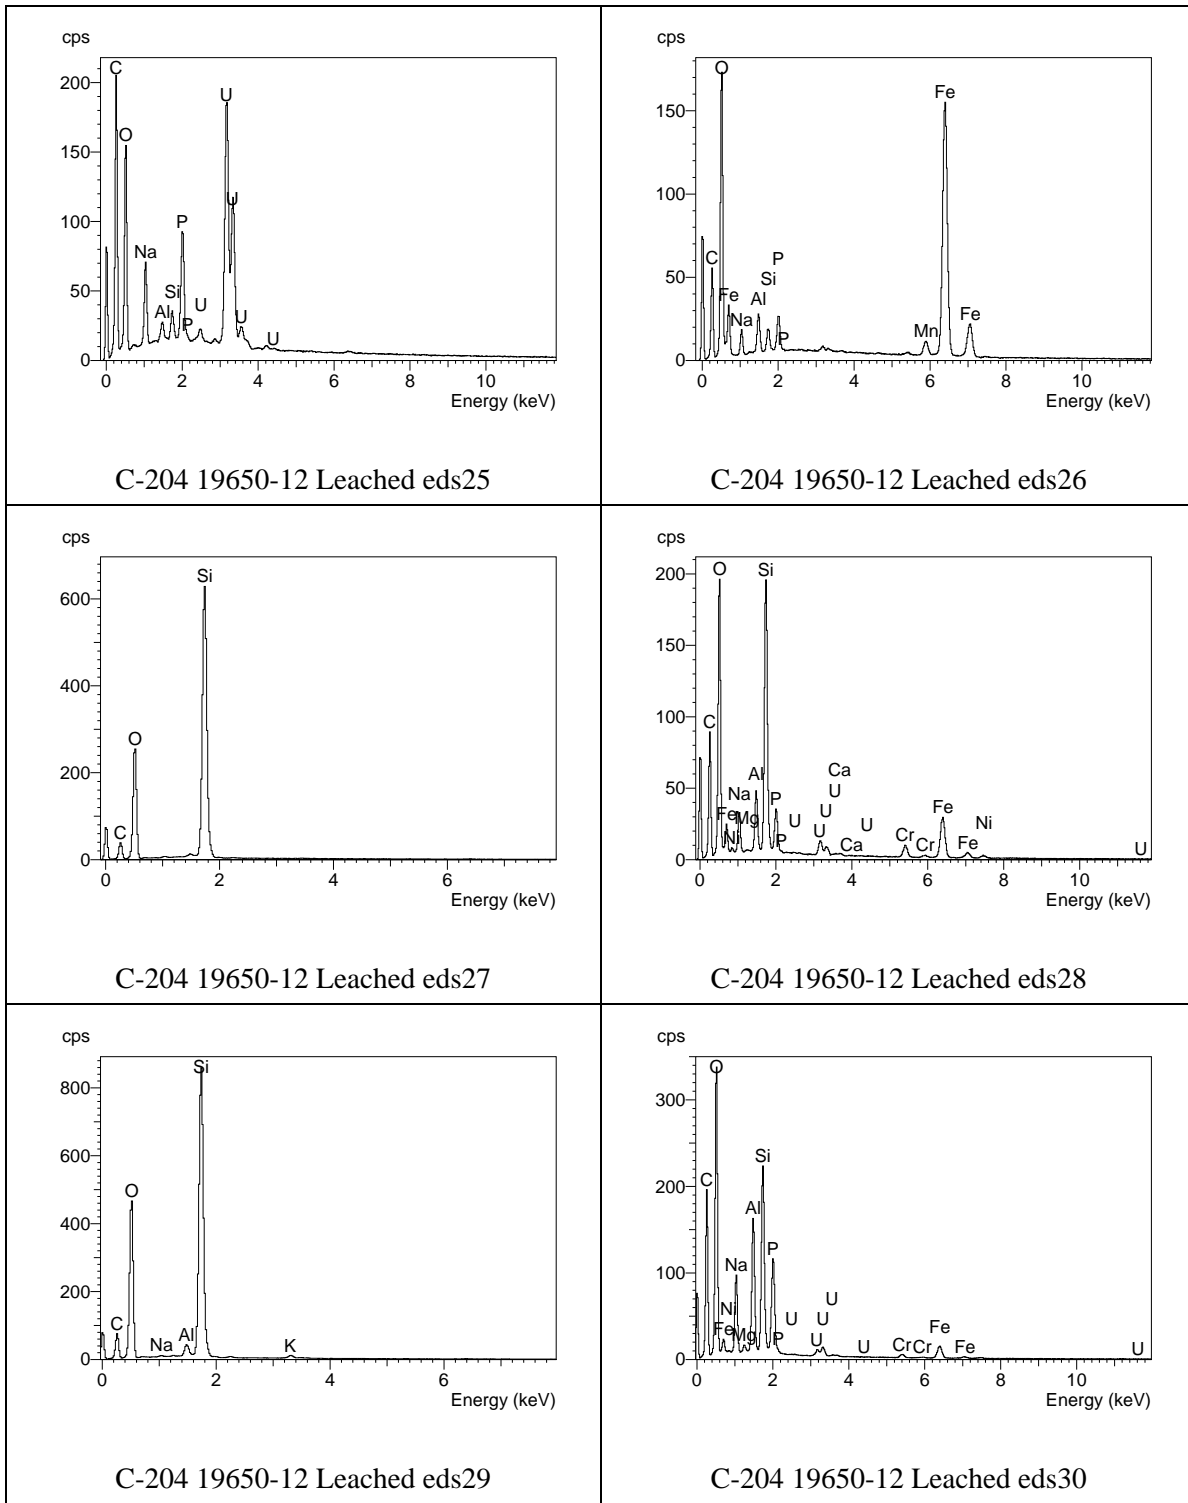 cps
200
150
100
50
0
C
O
Na
Al
Si
P
P
U
U
U
U
U
0 2 4 6 8 10
Energy (keV)
C-204 19650-12 Leached eds25
cps
150
100
50
0
O
C
Fe
Na
Al
Si
P
P
Mn
Fe
Fe
0 2 4 6 8 10
Energy (keV)
C-204 19650-12 Leached eds26
cps
600
400
200
0
C
O
Si
0 2 4 6
Energy (keV)
C-204 19650-12 Leached eds27
cps
200
150
100
50
0
C
O
Fe
Ni
Na
Mg
Al
Si
P
P
U
U
U
Ca
U
Ca
U
Cr
Cr
Fe
Fe
Ni
U
0 2 4 6 8 10
Energy (keV)
C-204 19650-12 Leached eds28
cps
800
600
400
200
0
C
O
Na
Al
Si
K
0 2 4 6
Energy (keV)
C-204 19650-12 Leached eds29
cps
300
200
100
0
C
O
Ni
Fe
Na
Mg
Al
Si
P
P
U
U
U
U
U
Cr
Cr
Fe
Fe
U
0 2 4 6 8 10
Energy (keV)
C-204 19650-12 Leached eds30